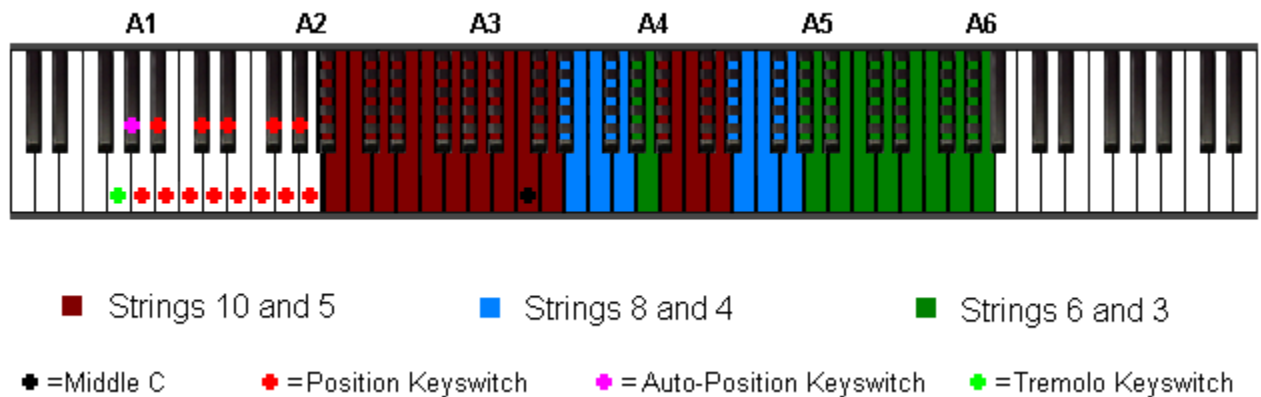 A1 A2 A3 A4 A5 A6
Strings 10 and 5 Strings 8 and 4 Strings 6 and 3
=Middle C =Position Keyswitch = Auto-Position Keyswitch =Tremolo Keyswitch